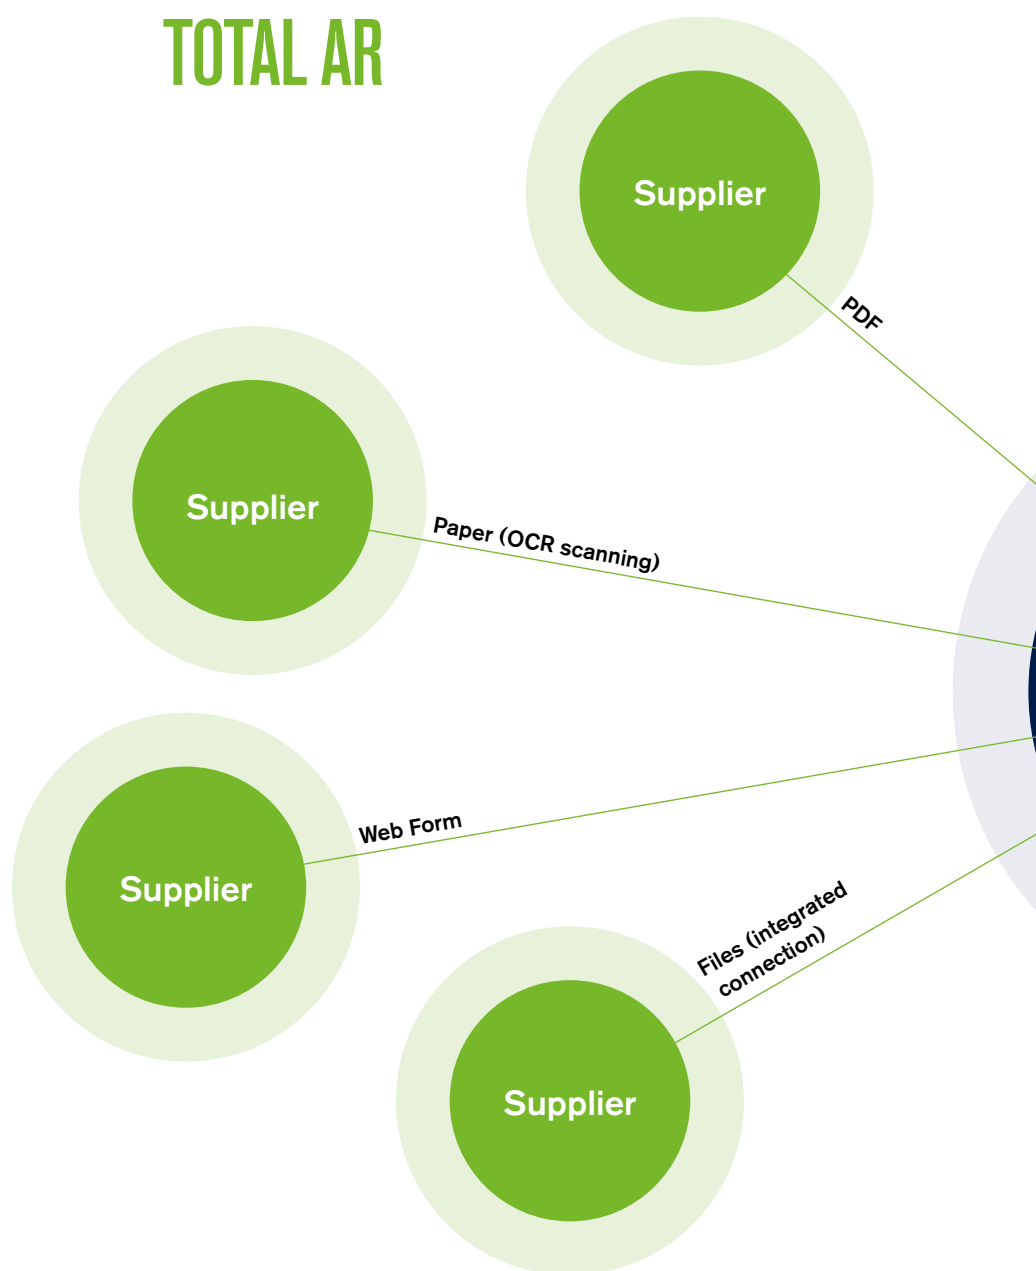 TOTAL AR
Supplier
PDF
Supplier
Paper (OCR scanning)
Supplier
Web Form
Files (integrated
connection)
Supplier